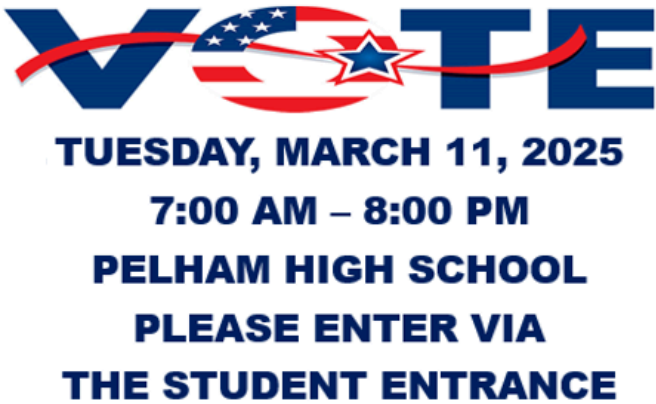 VOTE
TUESDAY, MARCH 11, 2025
7:00 AM – 8:00 PM
PELHAM HIGH SCHOOL
PLEASE ENTER VIA
THE STUDENT ENTRANCE